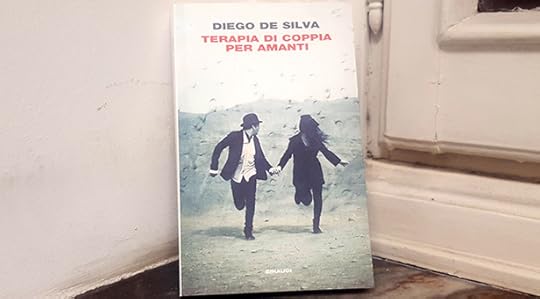 DIEGO DE SILVA
TERAPIA DI COPPIA
PER AMANTI
EINAUDI